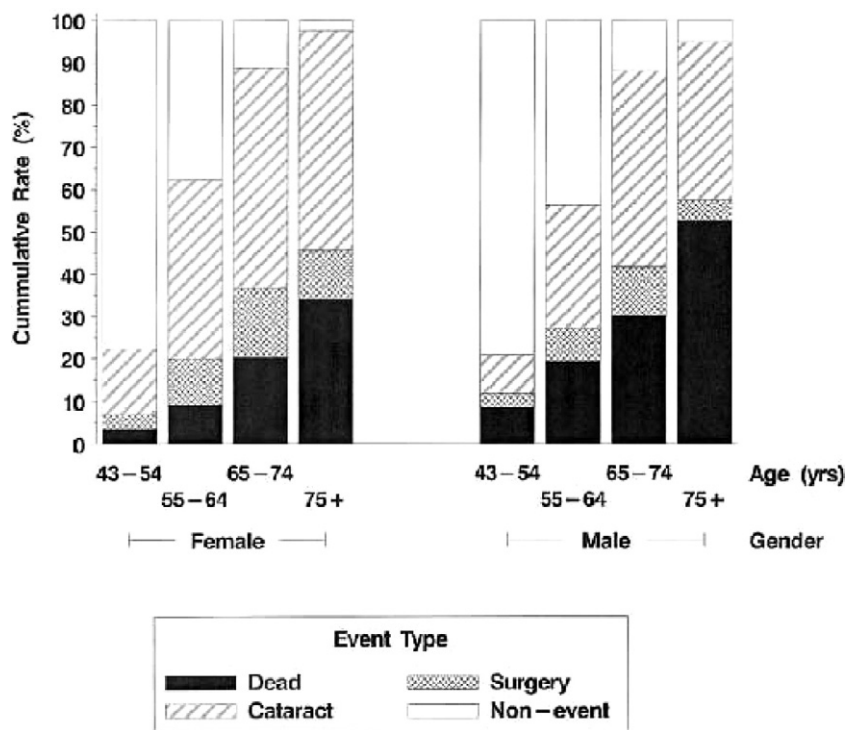 100
90
80
70
60
50
40
30
20
10
0
Cummulative Rate (%)
43–54 65–74 43–54 65–74 Age (yrs)
55–64 75+ 55–64 75+
Female Male Gender
Event Type
Dead Surgery
Cataract Non–event